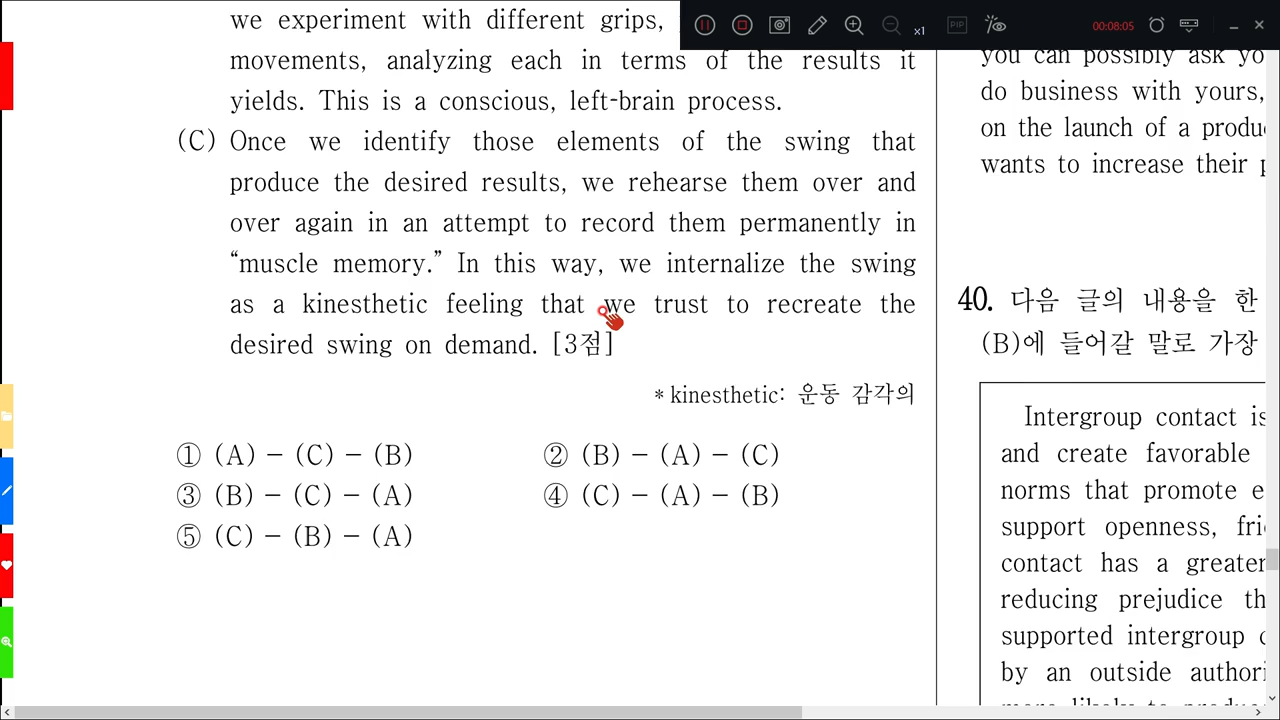 we experiment with different grips,
movements, analyzing each in terms of the results it
yields. This is a conscious, left-brain process.
(C) Once we identify those elements of the swing that
produce the desired results, we rehearse them over and
over again in an attempt to record them permanently in
“muscle memory.” In this way, we internalize the swing
as a kinesthetic feeling that we trust to recreate the
desired swing on demand. [3점]
* kinesthetic: 운동 감각의
① (A) － (C) － (B)
② (B) － (A) － (C)
③ (B) － (C) － (A)
④ (C) － (A) － (B)
⑤ (C) － (B) － (A)
x1
PIP
00:08:05
you can possibly ask yo
do business with yours,
on the launch of a produ
wants to increase their p
40. 다음 글의 내용을 한
(B)에 들어갈 말로 가장
Intergroup contact is
and create favorable
norms that promote e
support openness, frie
contact has a greater
reducing prejudice th
supported intergroup c
by an outside authori
more likely to produc